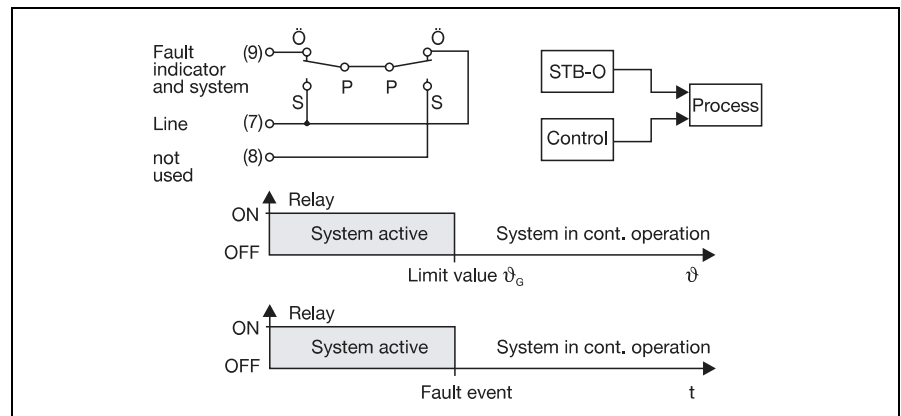 Ö Ö
Fault (9)
indicator
and system
P P
S S
Line (7)
not (8)
used
STB-O
Process
Control
Relay
ON
System active System in cont. operation
OFF
Limit value ϑG ϑ
Relay
ON
System active System in cont. operation
OFF
Fault event t